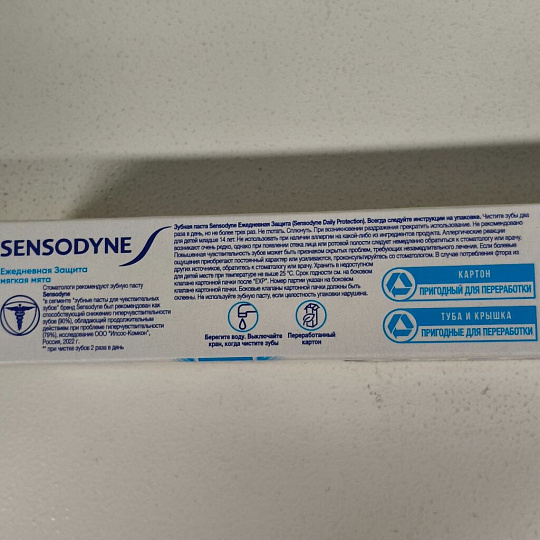 SENSODYNE
Ежедневная Защита
мягкая мята
Стоматологи рекомендуют зубную пасту
Sensodyne
*в сегменте "зубные пасты для чувствительных
зубов" бренд Sensodyne был признан как
способствующий снижению гиперчувствительности
зубов (80%), обладающий продолжительным
действием при проблеме гиперчувствительности
(79%), исследование ООО "Ипсос-Комкон",
Россия, 2022 г.
** при чистке зубов 2 раза в день
Зубная паста Sensodyne Ежедневная Защита (Sensodyne Daily Protection). Всегда следуйте инструкции на упаковке. Чистите зубы два
раза в день, но не более трех раз. Не глотать. Сплюнуть. При возникновении раздражения прекратить использование. Не рекомендовано
для детей младше 14 лет. Не использовать при наличии аллергии на какой-либо из ингредиентов продукта. Аллергические реакции
возникают очень редко, однако при появлении отека лица или ротовой полости следует немедленно обратиться к стоматологу или врачу.
Повышенная чувствительность зубов может быть признаком скрытых проблем, требующих незамедлительного лечения. Если болевые
ощущения приобретают постоянный характер или усиливаются, проконсультируйтесь со стоматологом. В случае потребления фтора из
других источников, обратитесь к стоматологу или врачу. Хранить в недоступном
для детей месте при температуре не выше 25 °С. Срок годности см. на боковом
клапане картонной пачки после "EXP". Номер партии указан на боковом
клапане картонной пачки. Боковые клапаны картонной пачки должны быть
оклеены. Не используйте зубную пасту, если целостность упаковки нарушена.
Берегите воду. Выключайте
кран, когда чистите зубы
Переработанный
картон
КАРТОН
ПРИГОДНЫЙ ДЛЯ ПЕРЕРАБОТКИ
ТУБА И КРЫШКА
ПРИГОДНЫЕ ДЛЯ ПЕРЕРАБОТКИ